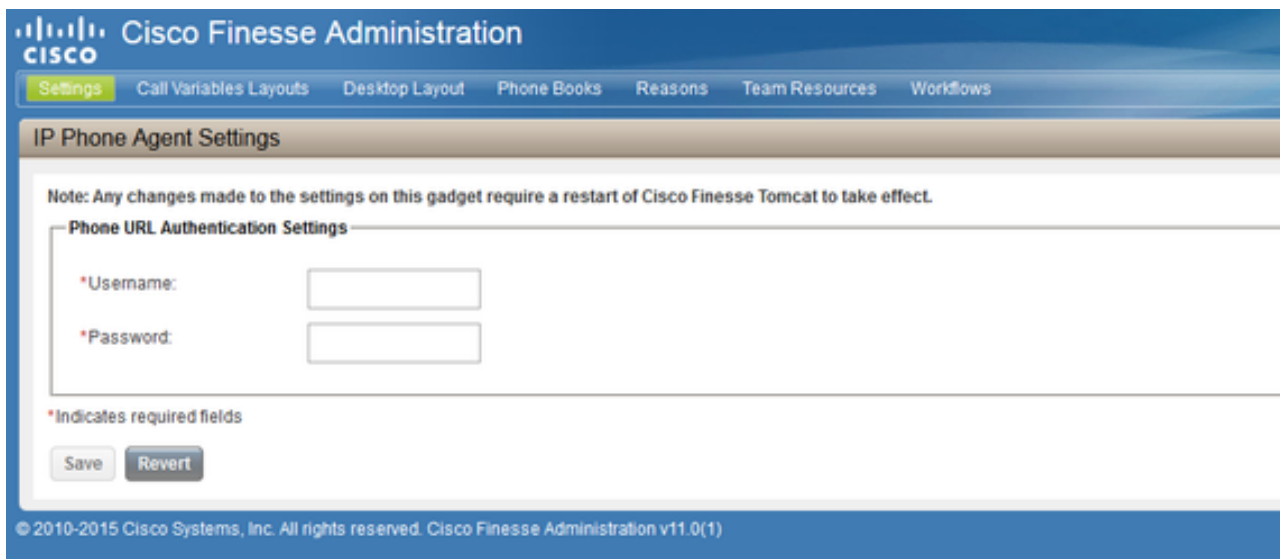 CISCO Cisco Finesse Administration
Settings Call Variables Layouts Desktop Layout Phone Books Reasons Team Resources Workflows
IP Phone Agent Settings
Note: Any changes made to the settings on this gadget require a restart of Cisco Finesse Tomcat to take effect.
Phone URL Authentication Settings
*Username:
*Password:
*Indicates required fields
Save Revert
© 2010-2015 Cisco Systems, Inc. All rights reserved. Cisco Finesse Administration v11.0(1)